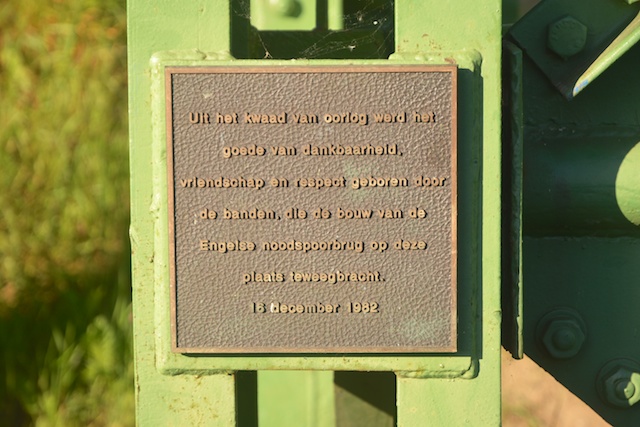 Uit het kwaad van oorlog werd het
goede van dankbaarheid,
vriendschap en respect geboren door
de banden, die de bouw van de
Engelse noodspoorbrug op deze
plaats teweegbracht.
16 december 1982